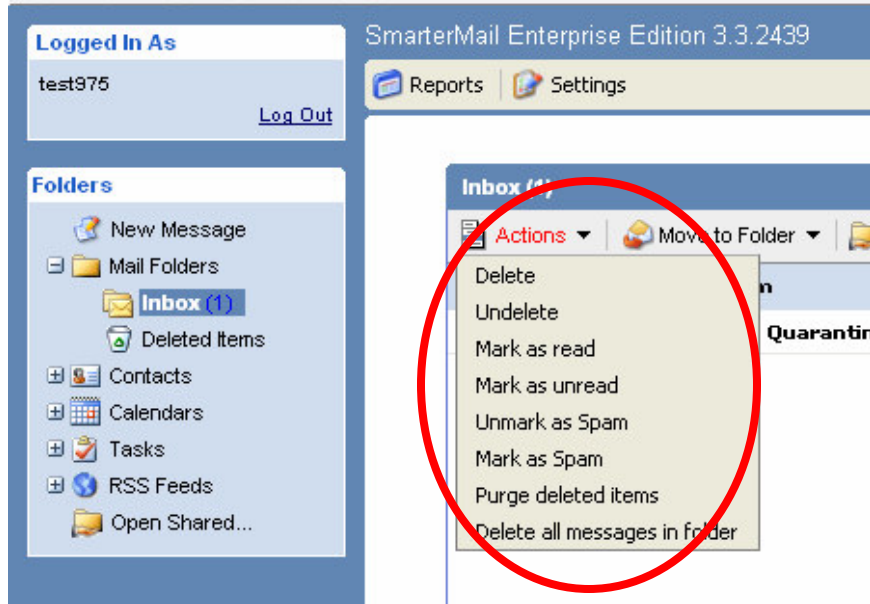 Logged In As
test975
Log Out
Folders
New Message
Mail Folders
Inbox (1)
Deleted Items
Contacts
Calendars
Tasks
RSS Feeds
Open Shared...
SmarterMail Enterprise Edition 3.3.2439
Reports Settings
Inbox (1)
Actions Move to Folder
Delete
Undelete
Mark as read
Mark as unread
Unmark as Spam
Mark as Spam
Purge deleted items
Delete all messages in folder